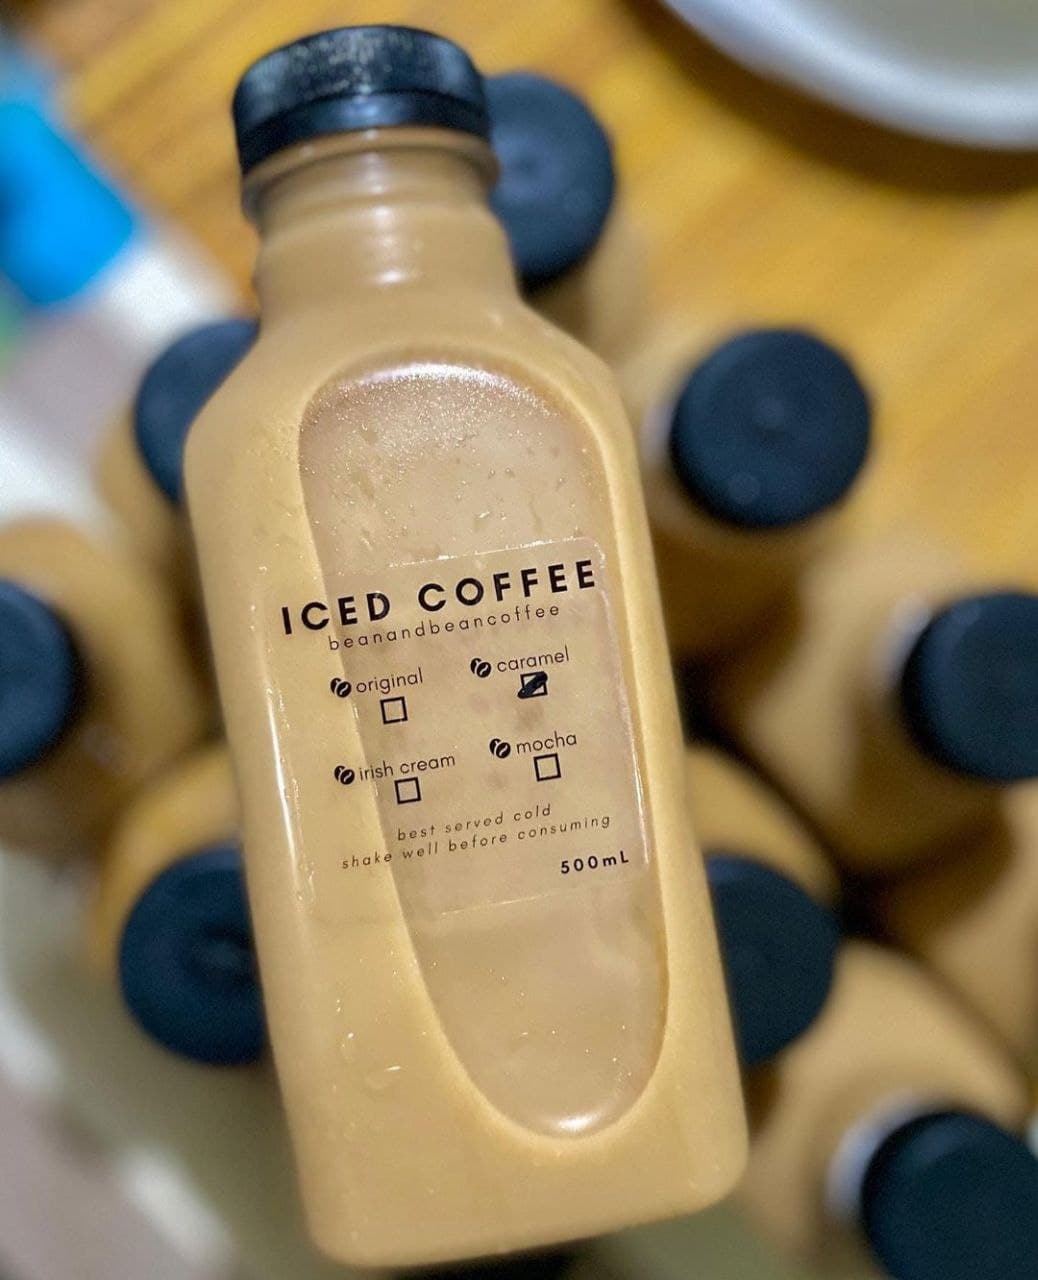 ICED COFFEE
beanandbeancoffee
original caramel
irish cream mocha
best served cold
shake well before consuming
500mL